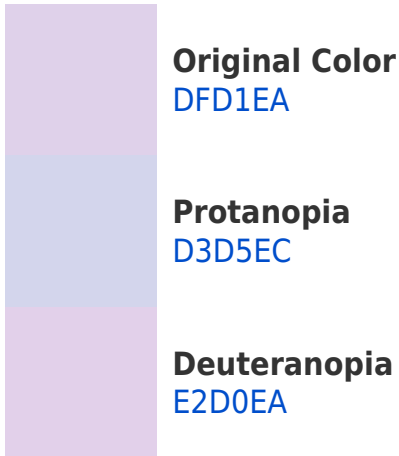 Original Color
DFD1EA
Protanopia
D3D5EC
Deuteranopia
E2D0EA